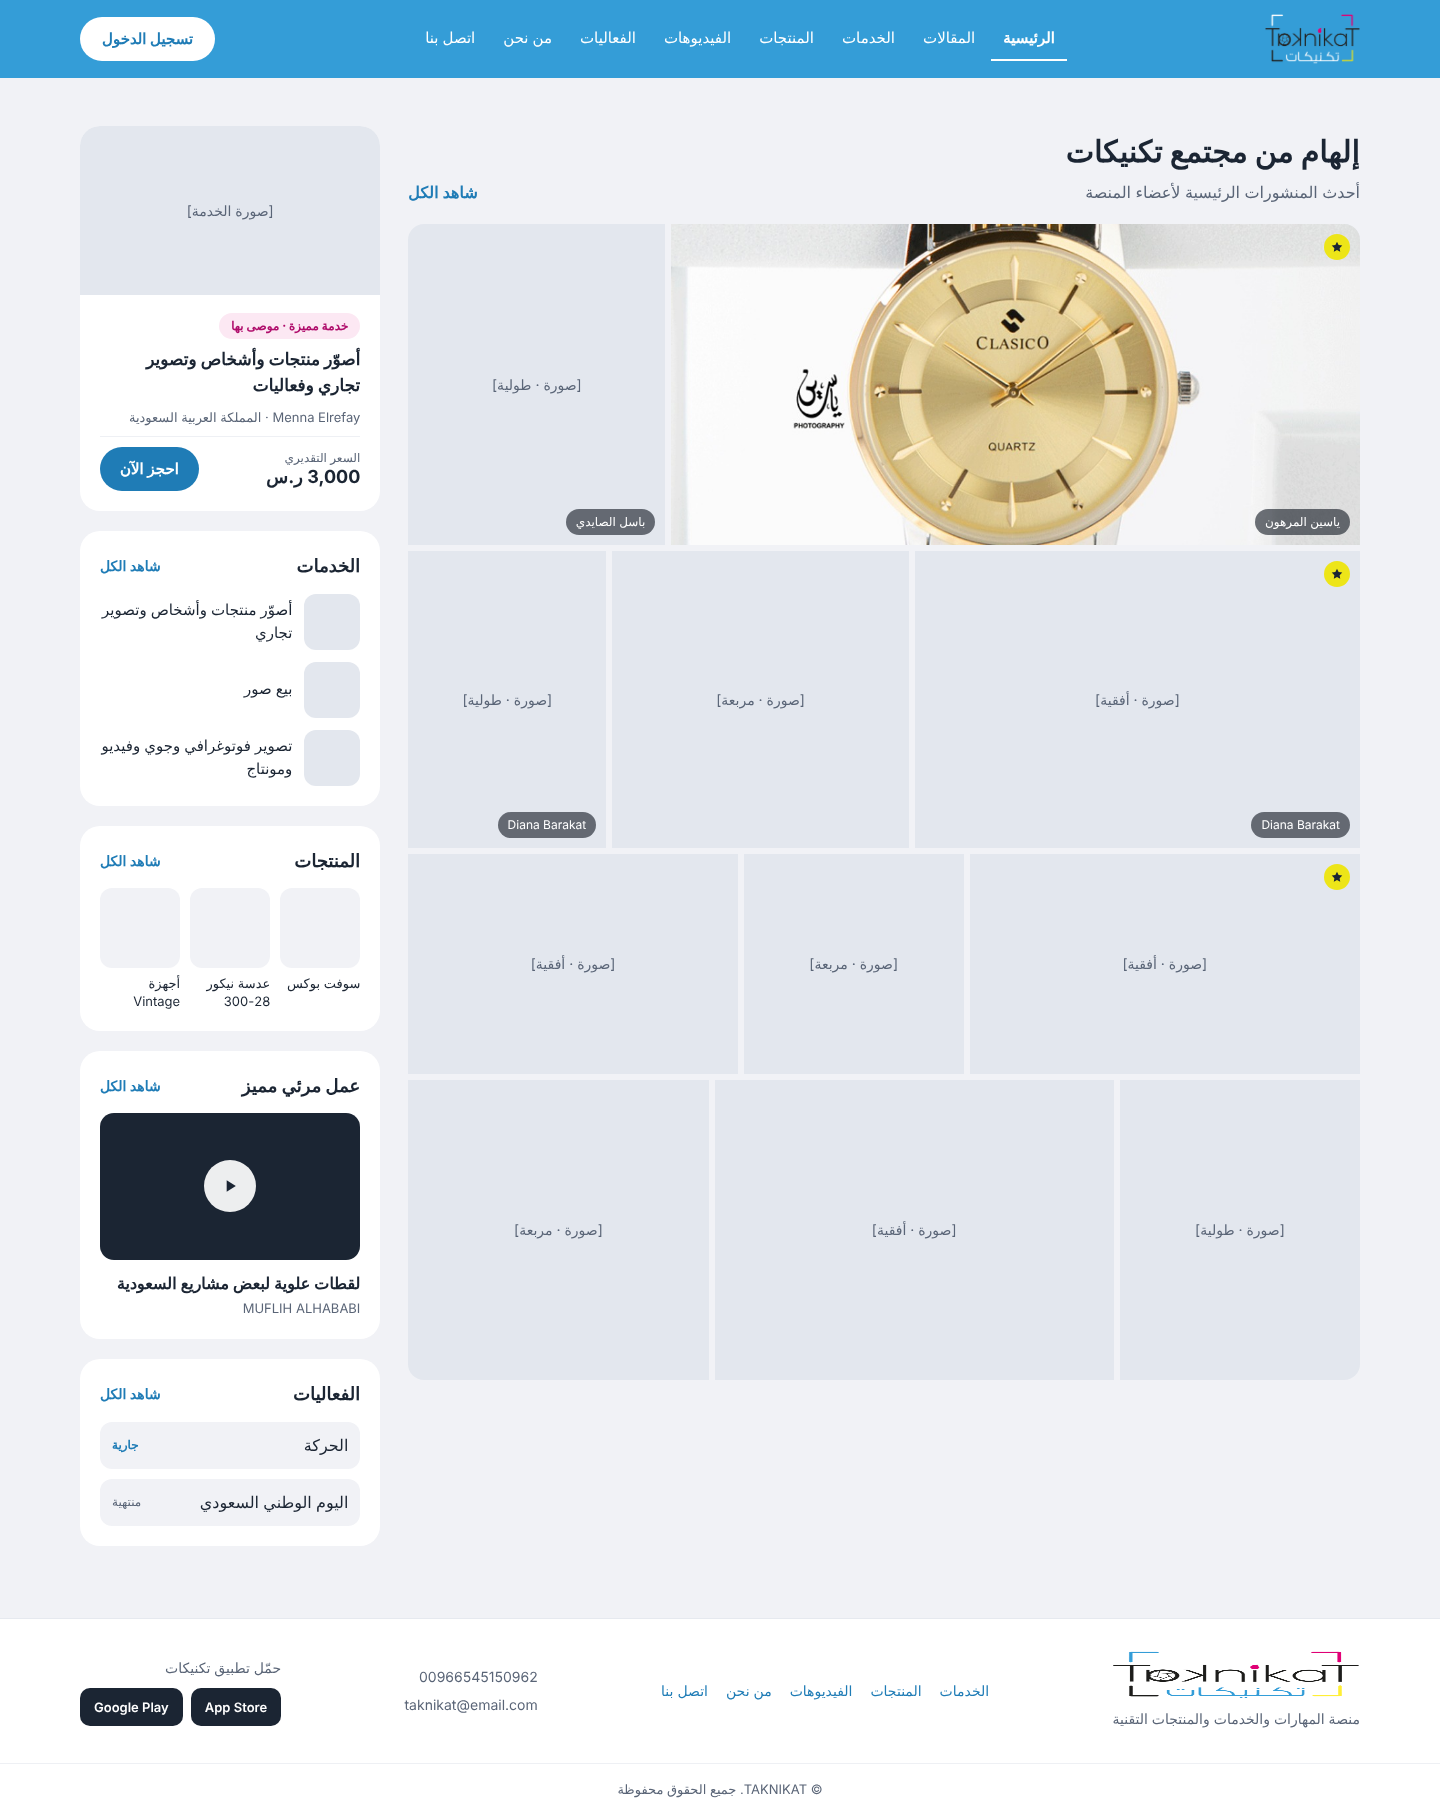 TaknikaT
تكنيكات
الرئيسية
المقالات
الخدمات
المنتجات
الفيديوهات
الفعاليات
من نحن
اتصل بنا
تسجيل الدخول
إلهام من مجتمع تكنيكات
أحدث المنشورات الرئيسية لأعضاء المنصة
شاهد الكل
CLASICO
QUARTZ
ياسين
PHOTOGRAPHY
ياسين المرهون
[صورة · طولية]
باسل الصايدي
[صورة · أفقية]
Diana Barakat
[صورة · مربعة]
[صورة · طولية]
Diana Barakat
[صورة · أفقية]
[صورة · مربعة]
[صورة · أفقية]
[صورة · طولية]
[صورة · أفقية]
[صورة · مربعة]
[صورة الخدمة]
خدمة مميزة · موصى بها
أصوّر منتجات وأشخاص وتصوير
تجاري وفعاليات
Menna Elrefay · المملكة العربية السعودية
السعر التقديري
3,000 ر.س
احجز الآن
الخدمات
شاهد الكل
أصوّر منتجات وأشخاص وتصوير
تجاري
بيع صور
تصوير فوتوغرافي وجوي وفيديو
ومونتاج
المنتجات
شاهد الكل
سوفت بوكس
عدسة نيكور
28-300
أجهزة
Vintage
عمل مرئي مميز
شاهد الكل
لقطات علوية لبعض مشاريع السعودية
MUFLIH ALHABABI
الفعاليات
شاهد الكل
الحركة
جارية
اليوم الوطني السعودي
منتهية
TaknikaT
تكنيكات
منصة المهارات والخدمات والمنتجات التقنية
الخدمات
المنتجات
الفيديوهات
من نحن
اتصل بنا
00966545150962
taknikat@email.com
حمّل تطبيق تكنيكات
App Store
Google Play
© TAKNIKAT. جميع الحقوق محفوظة